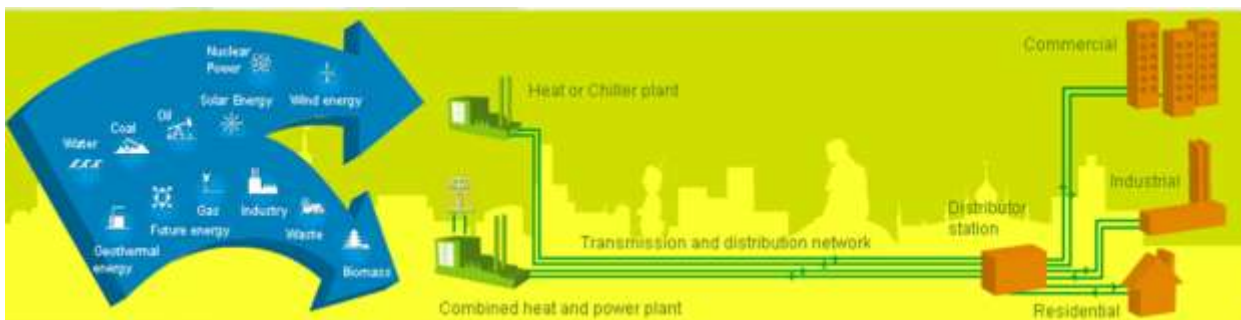 Nuclear
Power
Solar Energy
Wind energy
Oil
Coal
Water
Geothermal
energy
Future energy
Gas
Industry
Waste
Biomass
Heat or Chiller plant
Combined heat and power plant
Transmission and distribution network
Distributor
station
Commercial
Industrial
Residential